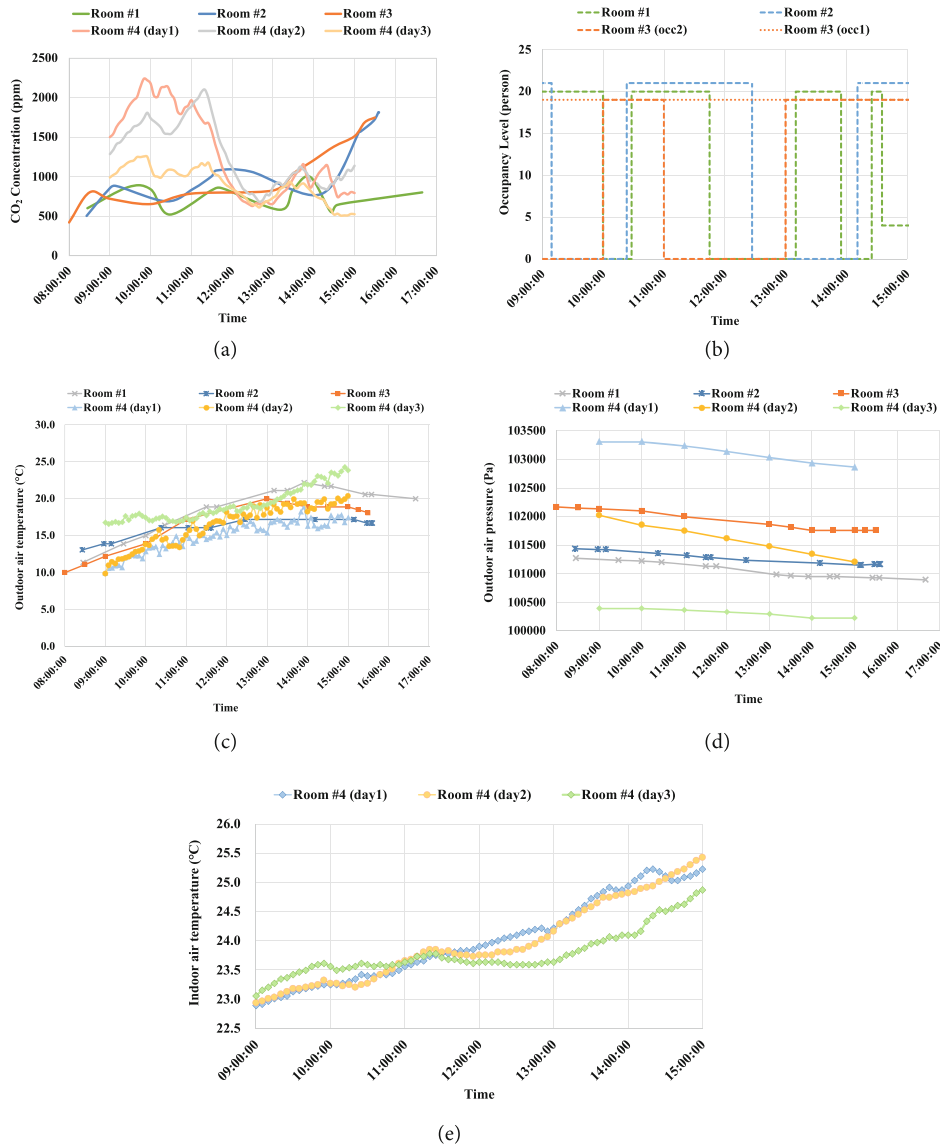 Room #1 Room #2 Room #3
Room #4 (day1) Room #4 (day2) Room #4 (day3)
CO2 Concentration (ppm)
2500
2000
1500
1000
500
0
08:00:00 09:00:00 10:00:00 11:00:00 12:00:00 13:00:00 14:00:00 15:00:00 16:00:00 17:00:00
Time
(a)
Room #1 Room #2
Room #3 (occ2) Room #3 (occ1)
Occupancy Level (person)
25
20
15
10
5
0
09:00:00 10:00:00 11:00:00 12:00:00 13:00:00 14:00:00 15:00:00
Time
(b)
Room #1 Room #2 Room #3
Room #4 (day1) Room #4 (day2) Room #4 (day3)
Outdoor air temperature (°C)
30.0
25.0
20.0
15.0
10.0
5.0
0.0
08:00:00 09:00:00 10:00:00 11:00:00 12:00:00 13:00:00 14:00:00 15:00:00 16:00:00 17:00:00
Time
(c)
Room #1 Room #2 Room #3
Room #4 (day1) Room #4 (day2) Room #4 (day3)
Outdoor air pressure (Pa)
103500
103000
102500
102000
101500
101000
100500
100000
08:00:00 09:00:00 10:00:00 11:00:00 12:00:00 13:00:00 14:00:00 15:00:00 16:00:00 17:00:00
Time
(d)
Room #4 (day1) Room #4 (day2) Room #4 (day3)
Indoor air temperature (°C)
26.0
25.5
25.0
24.5
24.0
23.5
23.0
22.5
09:00:00 10:00:00 11:00:00 12:00:00 13:00:00 14:00:00 15:00:00
Time
(e)